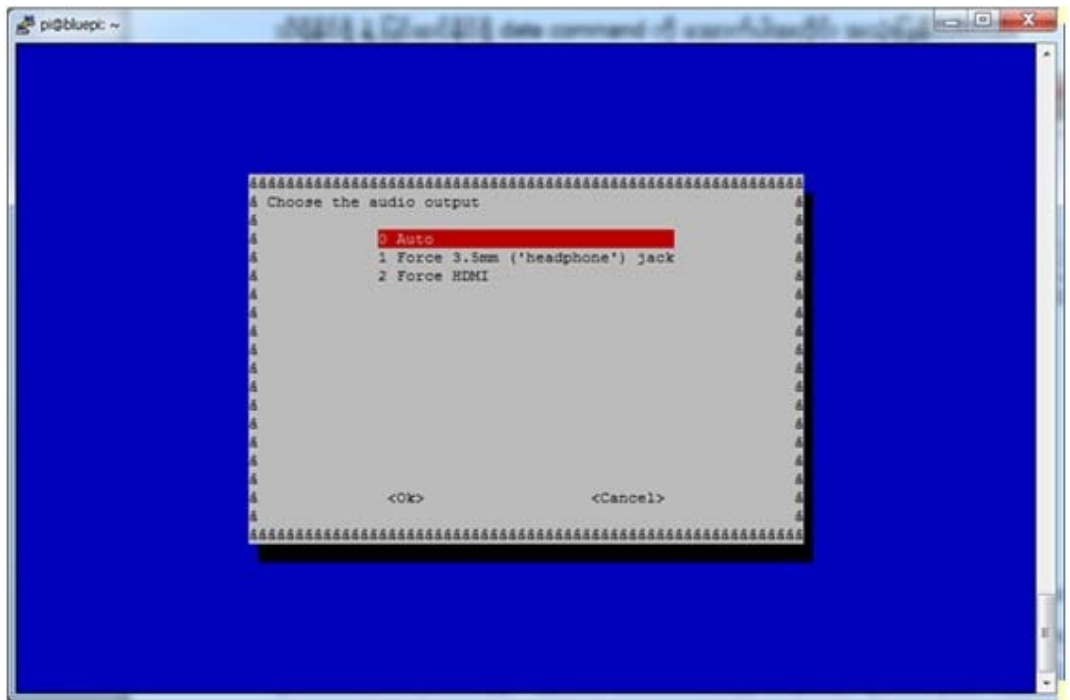 pi@bluepi: ~
date command
&&&&&&&&&&&&&&&&&&&&&&&&&&&&&&&&&&&&&&&&&&&&&&&&&&&&&&&&&&&&
& Choose the audio output &
& &
& 0 Auto &
& 1 Force 3.5mm ('headphone') jack &
& 2 Force HDMI &
& &
& &
& &
& &
& &
& &
& &
& &
& &
& &
& &
& <Ok> <Cancel> &
& &
&&&&&&&&&&&&&&&&&&&&&&&&&&&&&&&&&&&&&&&&&&&&&&&&&&&&&&&&&&&&